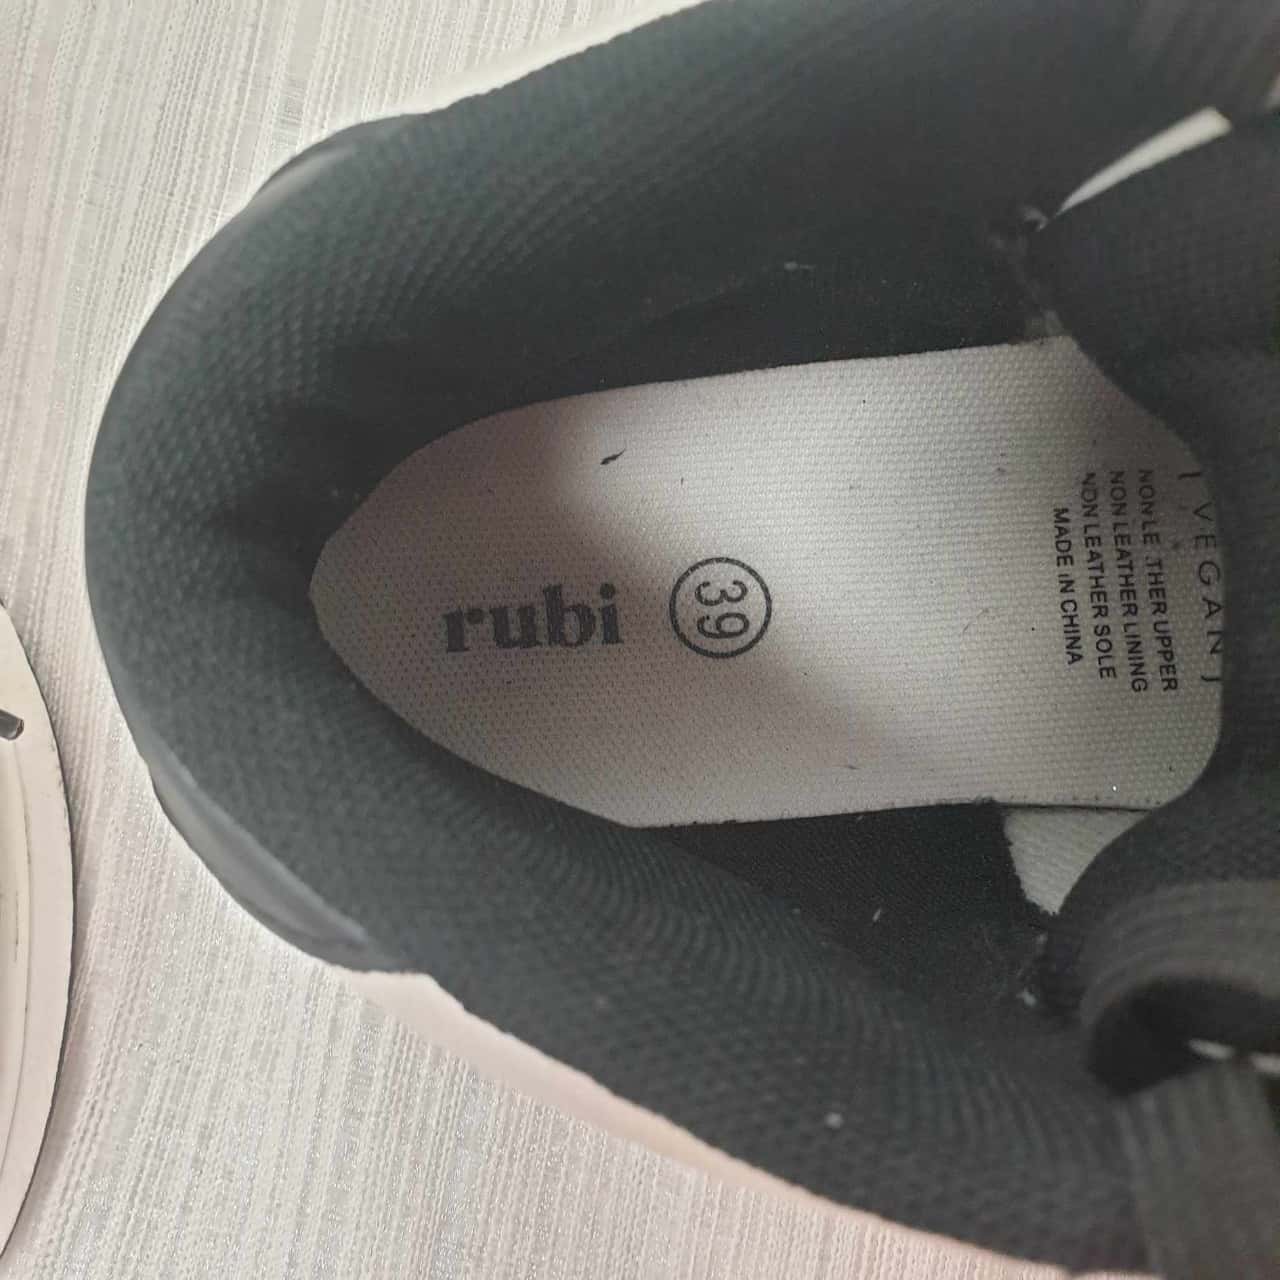 rubi
39
VEGAN
NON LE THER UPPER
NON LEATHER LINING
NON LEATHER SOLE
MADE IN CHINA